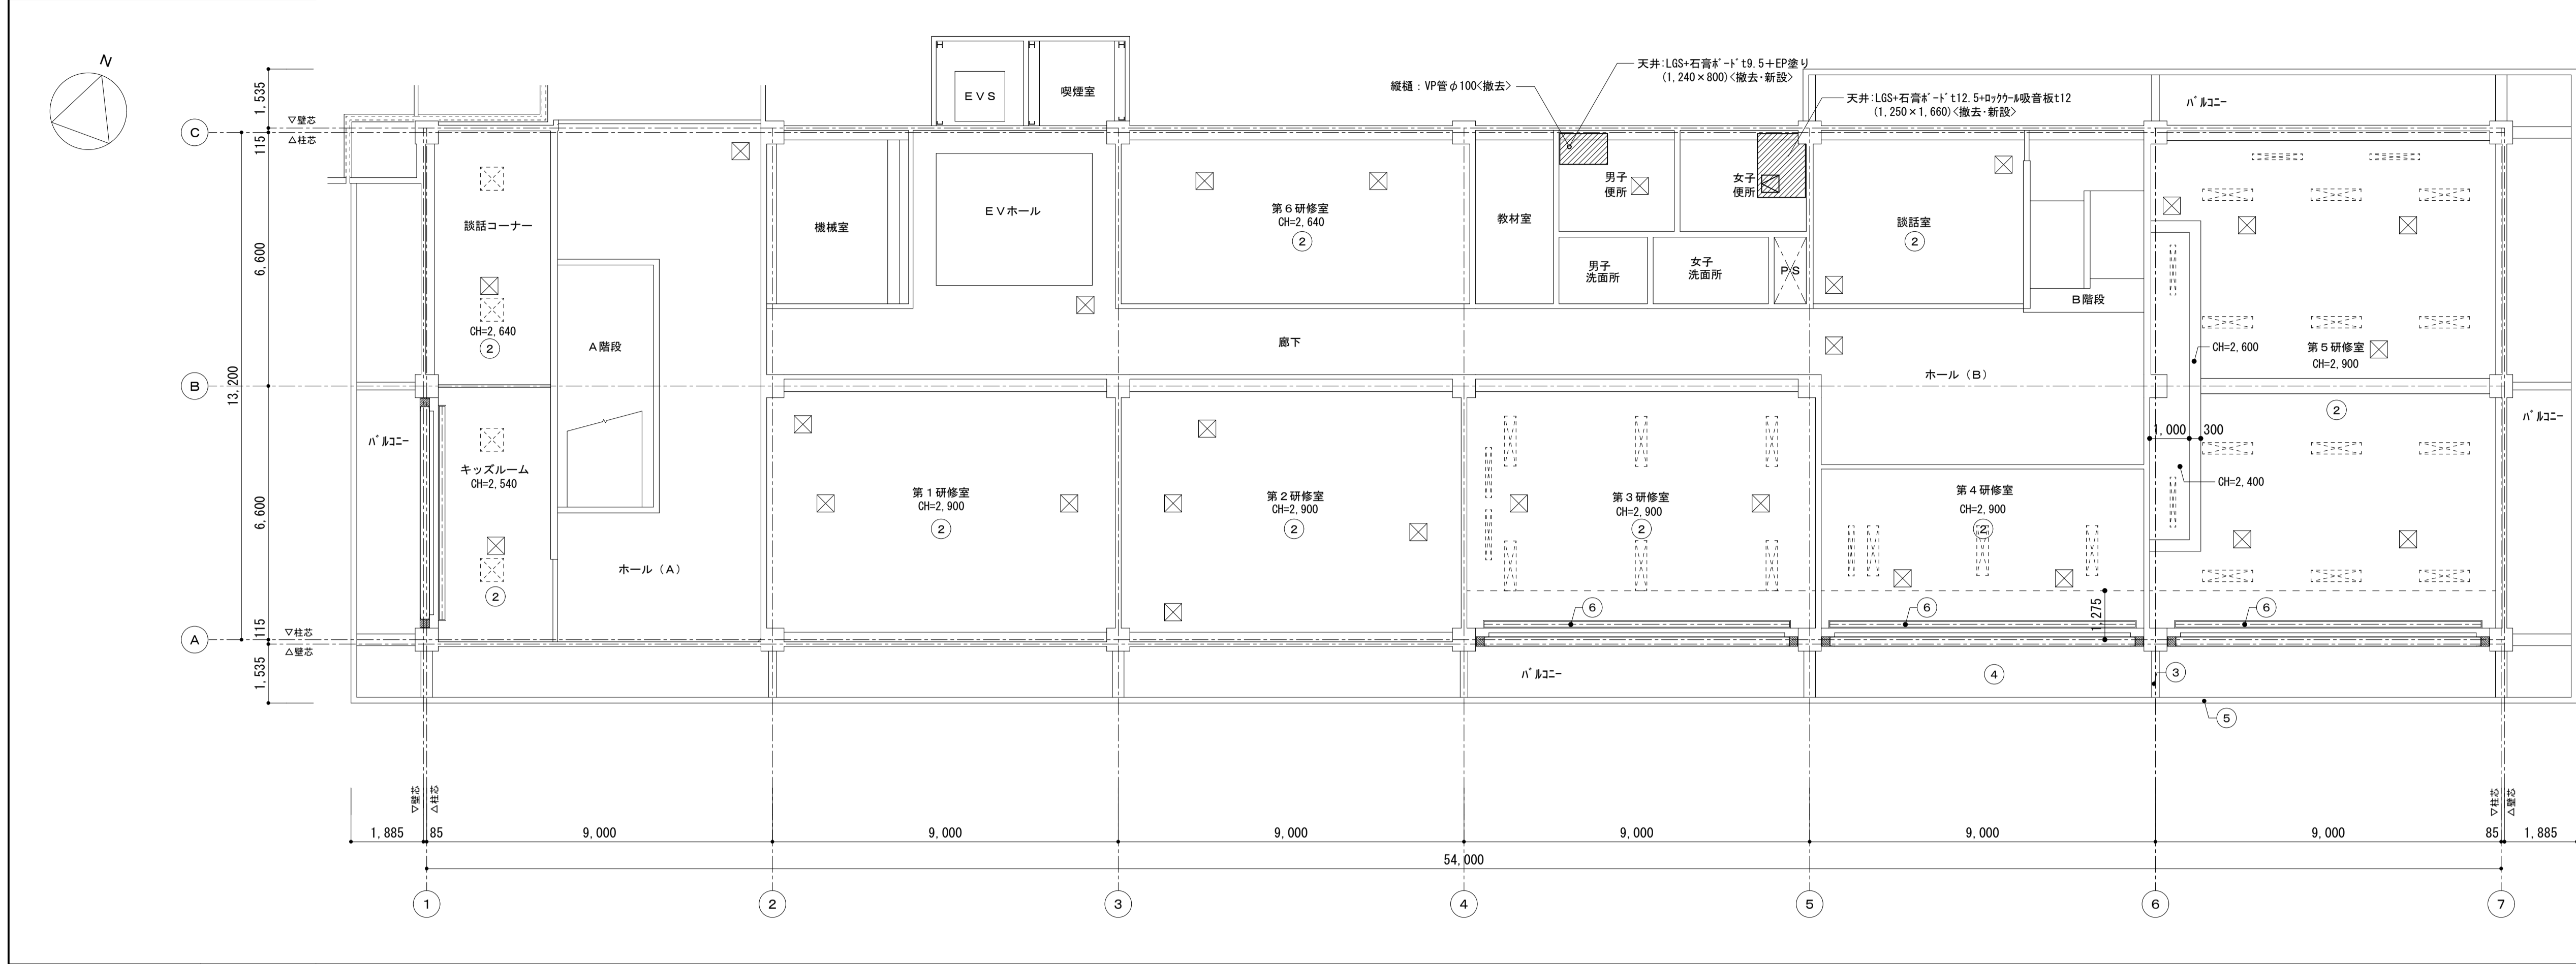 N
1,535
115
6,600
13,200
6,600
115
1,535
C
B
A
▽壁芯
△柱芯
▽柱芯
△壁芯
EVS
喫煙室
縦樋：VP管φ100<撤去>
天井:LGS+石膏ﾎﾞｰﾄﾞt9.5＋EP塗り
(1,240×800)<撤去・新設>
天井:LGS+石膏ﾎﾞｰﾄﾞt12.5+ﾛｯｸｳｰﾙ吸音板t12
(1,250×1,660)<撤去・新設>
ﾊﾞﾙｺﾆｰ
談話コーナー
CH=2,640
②
A階段
機械室
EVホール
第６研修室
CH=2,640
②
教材室
男子
便所
女子
便所
男子
洗面所
女子
洗面所
PS
談話室
②
B階段
廊下
ホール（B）
CH=2,600
第５研修室
CH=2,900
②
1,000
300
CH=2,400
ﾊﾞﾙｺﾆｰ
ﾊﾞﾙｺﾆｰ
キッズルーム
CH=2,540
②
ホール（A）
第１研修室
CH=2,900
②
第２研修室
CH=2,900
②
第３研修室
CH=2,900
②
第４研修室
CH=2,900
②
⑥
⑥
⑥
1,275
ﾊﾞﾙｺﾆｰ
④
③
⑤
▽壁芯
△柱芯
▽柱芯
△壁芯
1,885
85
9,000
9,000
9,000
9,000
9,000
9,000
85
1,885
54,000
1
2
3
4
5
6
7